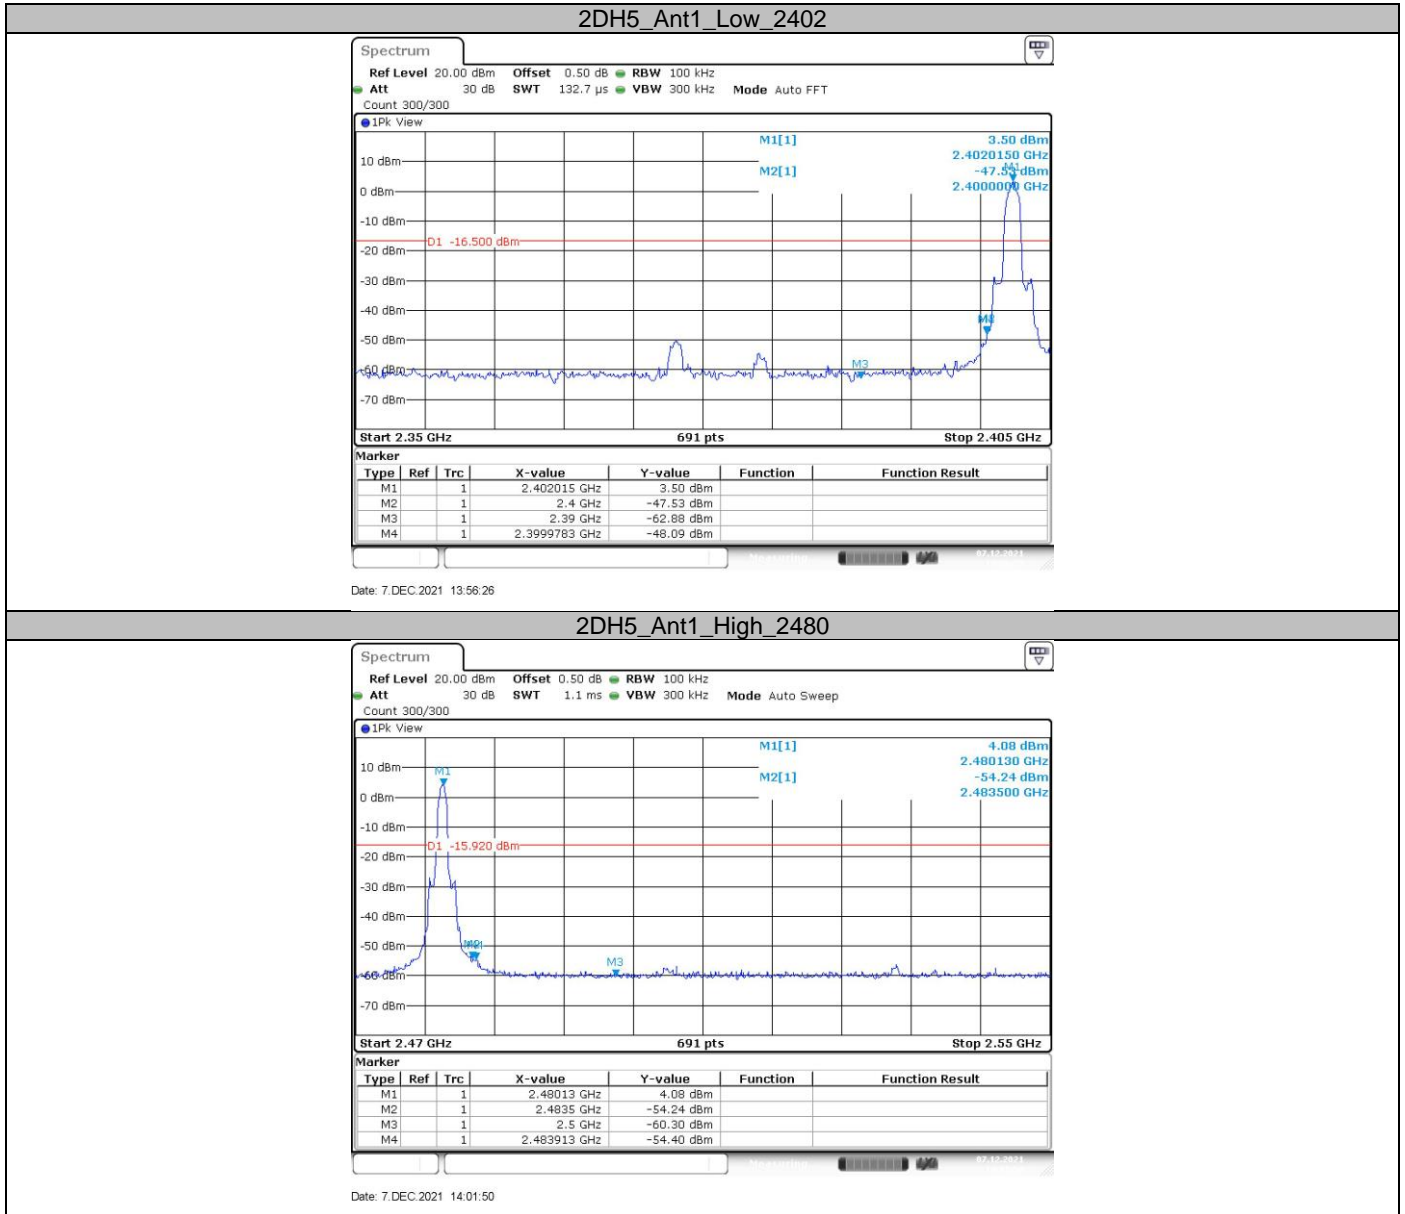 2DH5_Ant1_Low_2402
Spectrum
Ref Level 20.00 dBm Offset 0.50 dB RBW 100 kHz
Att 30 dB SWT 132.7 µs VBW 300 kHz Mode Auto FFT
Count 300/300
1Pk View
M1[1] 3.50 dBm
2.4020150 GHz
M2[1] -47.53 dBm
2.4000000 GHz
M1
10 dBm
0 dBm
-10 dBm
D1 -16.500 dBm
-20 dBm
-30 dBm
-40 dBm
-50 dBm
M3
-60 dBm
-70 dBm
Start 2.35 GHz 691 pts Stop 2.405 GHz
Marker
Type Ref Trc X-value Y-value Function Function Result
M1 1 2.402015 GHz 3.50 dBm
M2 1 2.4 GHz -47.53 dBm
M3 1 2.39 GHz -62.88 dBm
M4 1 2.3999783 GHz -48.09 dBm
Measuring 07.12.2021
Date: 7.DEC.2021 13:56:26
2DH5_Ant1_High_2480
Spectrum
Ref Level 20.00 dBm Offset 0.50 dB RBW 100 kHz
Att 30 dB SWT 1.1 ms VBW 300 kHz Mode Auto Sweep
Count 300/300
1Pk View
M1[1] 4.08 dBm
2.480130 GHz
M2[1] -54.24 dBm
2.483500 GHz
10 dBm
M1
0 dBm
-10 dBm
D1 -15.920 dBm
-20 dBm
-30 dBm
-40 dBm
-50 dBm
M3
-60 dBm
-70 dBm
Start 2.47 GHz 691 pts Stop 2.55 GHz
Marker
Type Ref Trc X-value Y-value Function Function Result
M1 1 2.48013 GHz 4.08 dBm
M2 1 2.4835 GHz -54.24 dBm
M3 1 2.5 GHz -60.30 dBm
M4 1 2.483913 GHz -54.40 dBm
Measuring 07.12.2021
Date: 7.DEC.2021 14:01:50